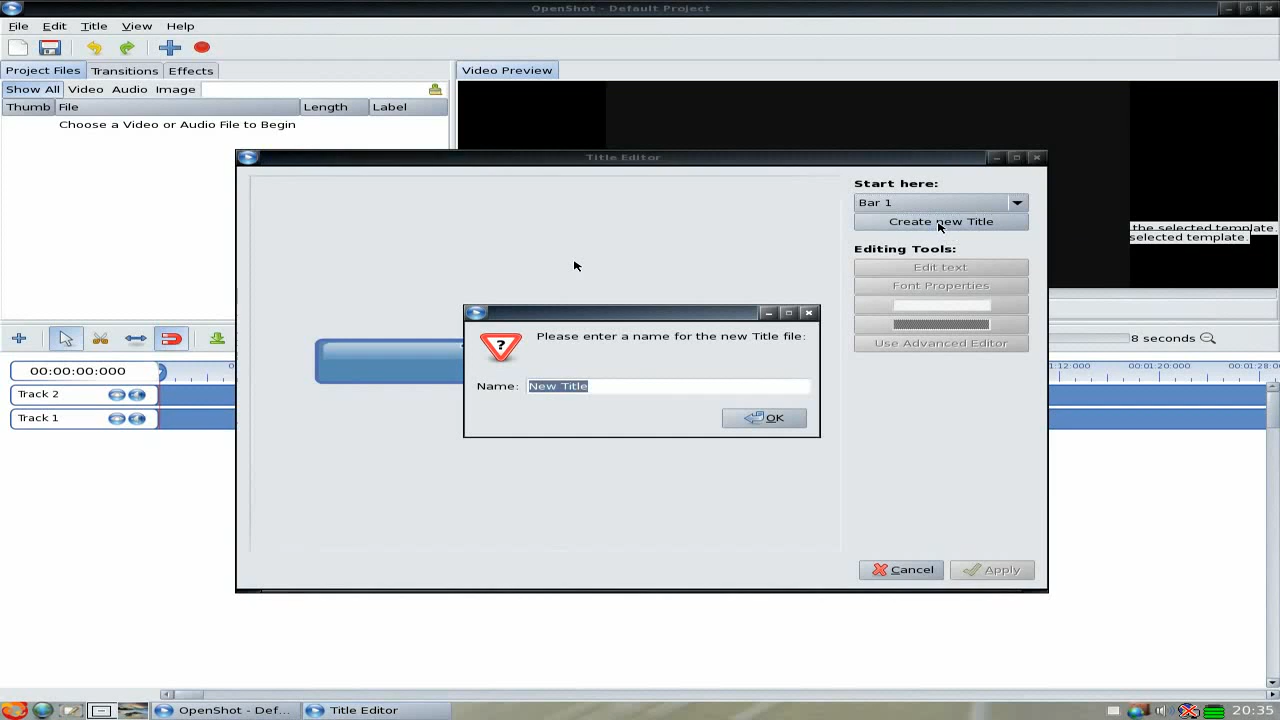 OpenShot - Default Project
File Edit Title View Help
Project Files Transitions Effects
Video Preview
Show All Video Audio Image
Thumb File Length Label
Choose a Video or Audio File to Begin
Title Editor
Start here:
Bar 1
Create new Title
the selected template.
selected template.
Editing Tools:
Edit text
Font Properties
Please enter a name for the new Title file:
Use Advanced Editor
8 seconds
00:00:00:000
:12:000 00:01:20:000 00:01:28:00
Name: New Title
Track 2
Track 1
OK
Cancel Apply
OpenShot - Def... Title Editor 20:35